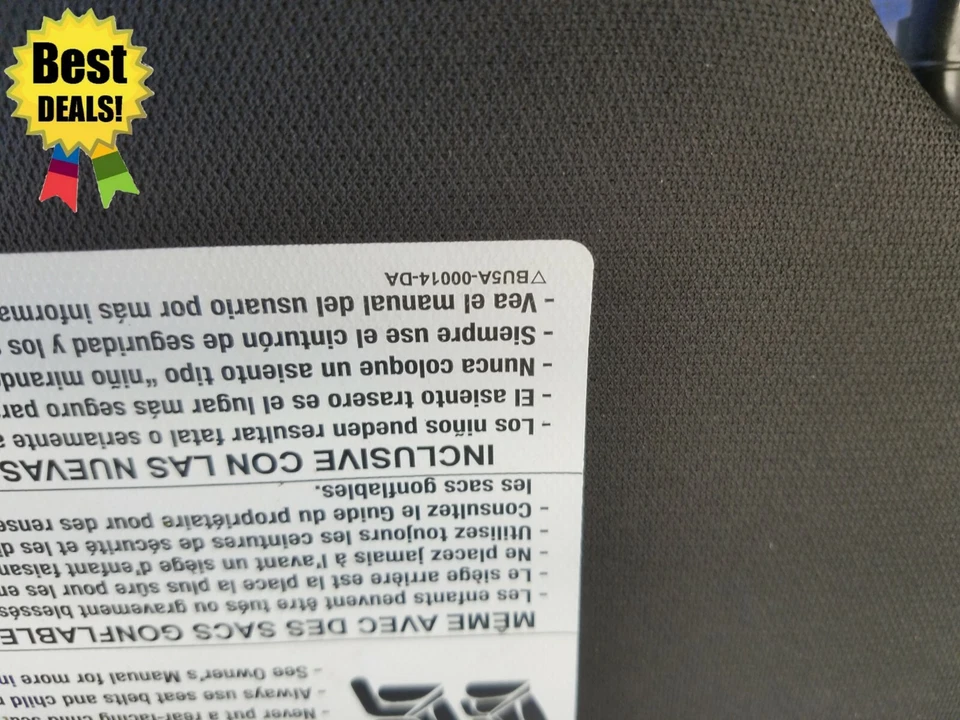 Best
DEALS!
- Never put a rear-facing child seat
- Always use seat belts and child
- See Owner's Manual for more in
MÊME AVEC DES SACS GONFLABLE
- Les enfants peuvent être tués ou gravement blessés
- Le siège arrière est la place la plus sûre pour les en
- Ne placez jamais à l'avant un siège d'enfant faisan
- Utilisez toujours les ceintures de sécurité et les d
- Consultez le Guide du propriétaire pour des rense
les sacs gonflables.
INCLUSIVE CON LAS NUEVAS
- Los niños pueden resultar fatal o seriamente a
- El asiento trasero es el lugar más seguro par
- Nunca coloque un asiento tipo "niño mirand
- Siempre use el cinturón de seguridad y los
- Vea el manual del usuario por más informa
▽BU5A-00014-DA